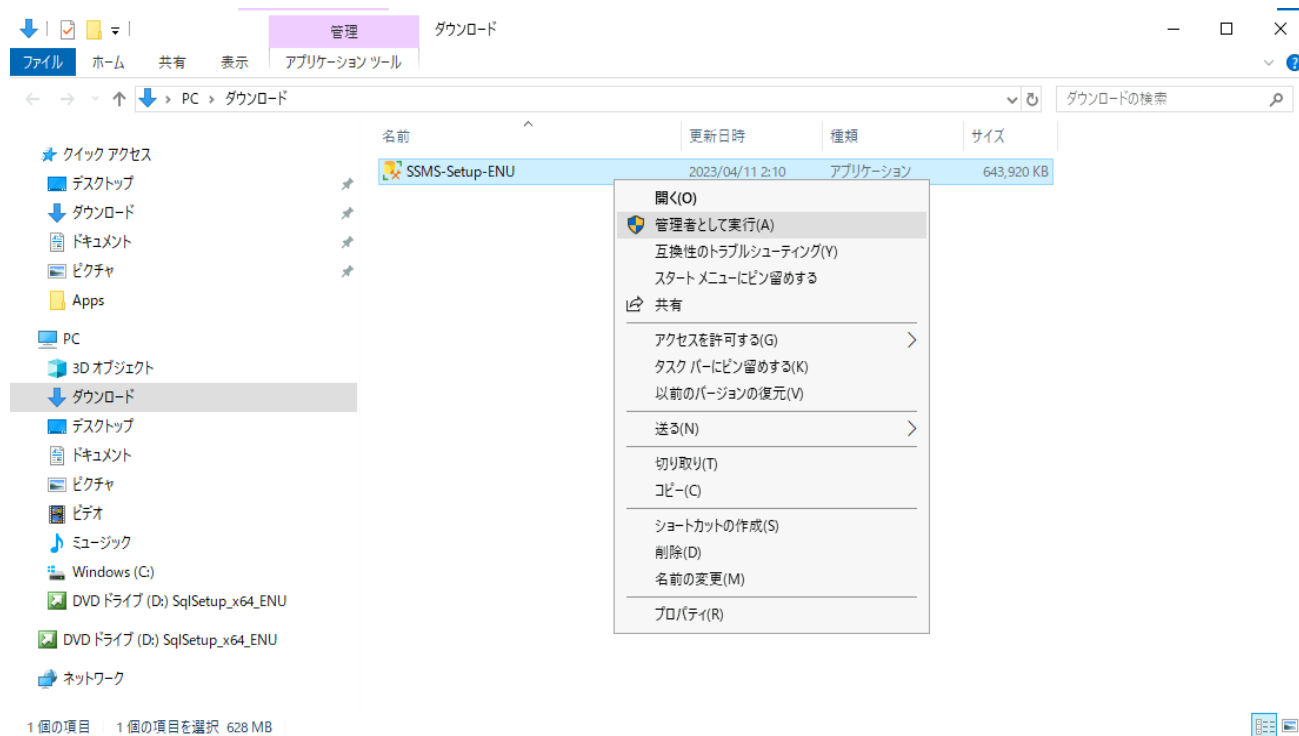 管理
ダウンロード
ファイル ホーム 共有 表示 アプリケーション ツール
PC › ダウンロード
ダウンロードの検索
名前 更新日時 種類 サイズ
クイック アクセス
デスクトップ
ダウンロード
ドキュメント
ピクチャ
Apps
PC
3D オブジェクト
ダウンロード
デスクトップ
ドキュメント
ピクチャ
ビデオ
ミュージック
Windows (C:)
DVD ドライブ (D:) SqlSetup_x64_ENU
DVD ドライブ (D:) SqlSetup_x64_ENU
ネットワーク
SSMS-Setup-ENU 2023/04/11 2:10 アプリケーション 643,920 KB
開く(O)
管理者として実行(A)
互換性のトラブルシューティング(Y)
スタート メニューにピン留めする
共有
アクセスを許可する(G)
タスク バーにピン留めする(K)
以前のバージョンの復元(V)
送る(N)
切り取り(T)
コピー(C)
ショートカットの作成(S)
削除(D)
名前の変更(M)
プロパティ(R)
1 個の項目 1 個の項目を選択 628 MB